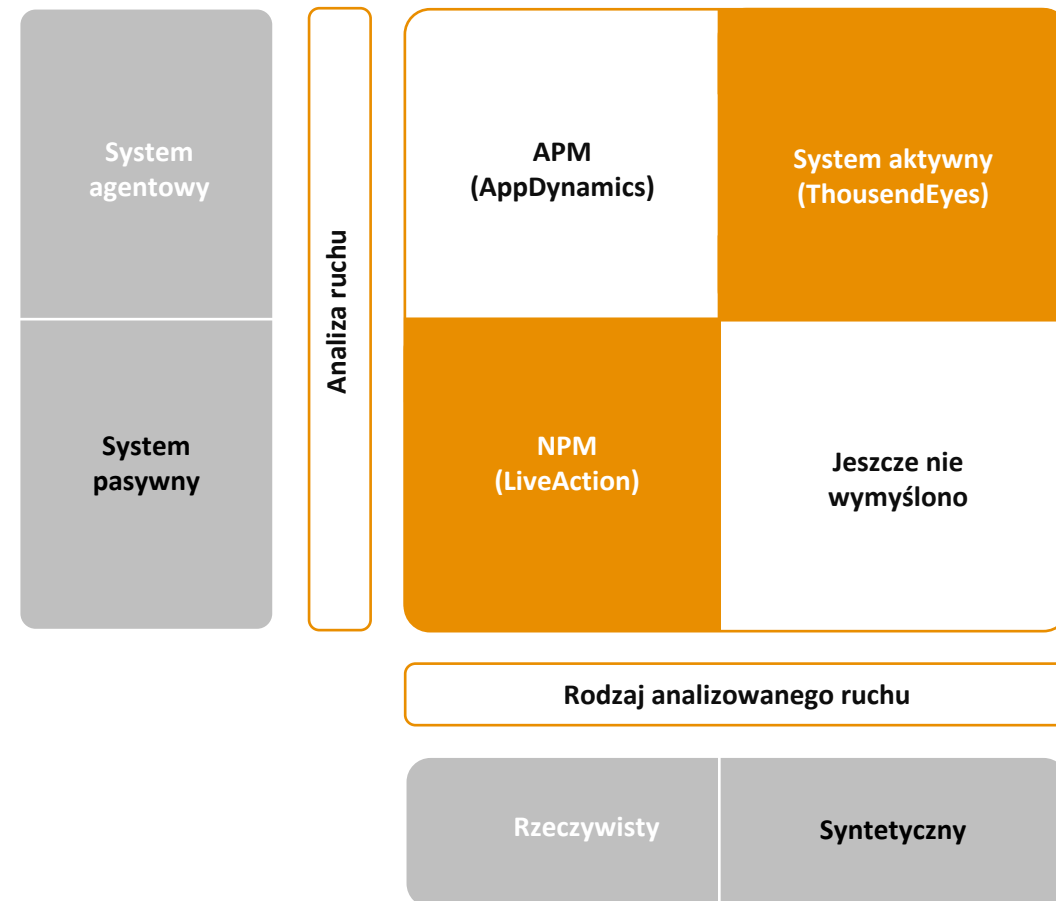 System
agentowy
APM
(AppDynamics)
System aktywny
(ThousendEyes)
Analiza ruchu
System
pasywny
NPM
(LiveAction)
Jeszcze nie
wymyślono
Rodzaj analizowanego ruchu
Rzeczywisty
Syntetyczny